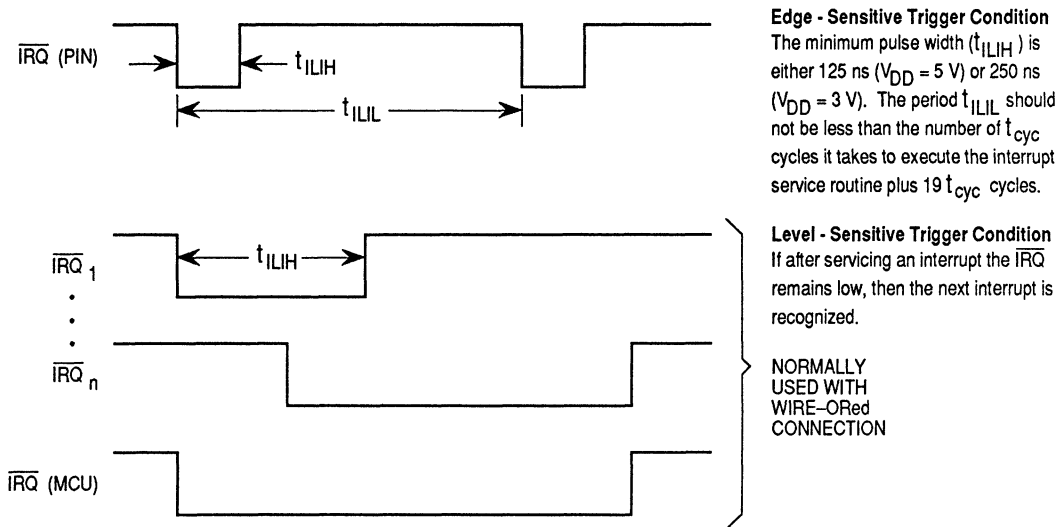 IRQ (PIN)
tILIH
tILIL
Edge - Sensitive Trigger Condition
The minimum pulse width (tILIH ) is
either 125 ns (VDD = 5 V) or 250 ns
(VDD = 3 V). The period tILIL should
not be less than the number of tcyc
cycles it takes to execute the interrupt
service routine plus 19 tcyc cycles.
IRQ 1
tILIH
IRQ n
IRQ (MCU)
Level - Sensitive Trigger Condition
If after servicing an interrupt the IRQ
remains low, then the next interrupt is
recognized.
NORMALLY
USED WITH
WIRE–ORed
CONNECTION